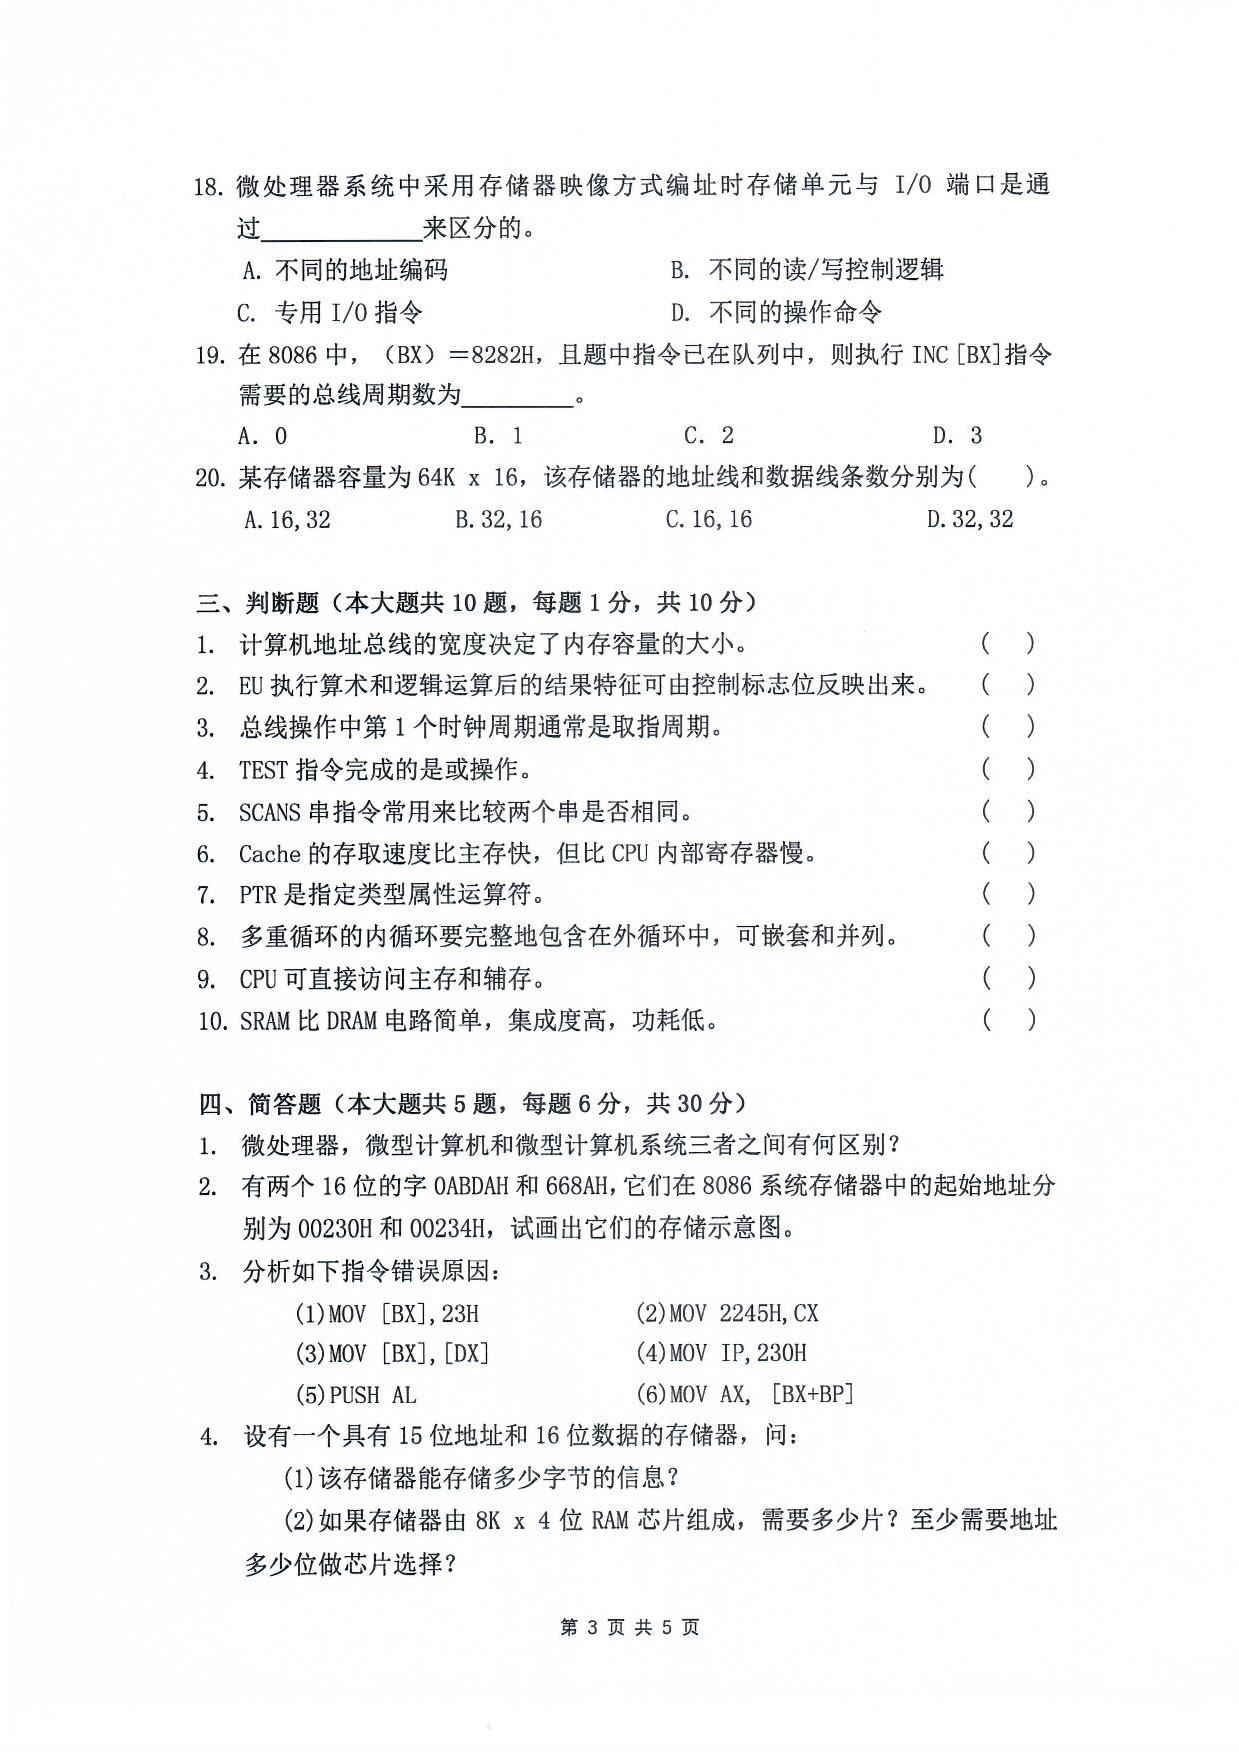 18. 微处理器系统中采用存储器映像方式编址时存储单元与 I/O 端口是通
过____________来区分的。
A. 不同的地址编码 B. 不同的读/写控制逻辑
C. 专用 I/O 指令 D. 不同的操作命令
19. 在 8086 中，（BX）＝8282H，且题中指令已在队列中，则执行 INC [BX]指令
需要的总线周期数为_________。
A. 0 B. 1 C. 2 D. 3
20. 某存储器容量为 64K x 16，该存储器的地址线和数据线条数分别为( )。
A. 16,32 B. 32,16 C. 16,16 D. 32,32
三、判断题（本大题共 10 题，每题 1 分，共 10 分）
1. 计算机地址总线的宽度决定了内存容量的大小。 ( )
2. EU 执行算术和逻辑运算后的结果特征可由控制标志位反映出来。 ( )
3. 总线操作中第 1 个时钟周期通常是取指周期。 ( )
4. TEST 指令完成的是或操作。 ( )
5. SCANS 串指令常用来比较两个串是否相同。 ( )
6. Cache 的存取速度比主存快，但比 CPU 内部寄存器慢。 ( )
7. PTR 是指定类型属性运算符。 ( )
8. 多重循环的内循环要完整地包含在外循环中，可嵌套和并列。 ( )
9. CPU 可直接访问主存和辅存。 ( )
10. SRAM 比 DRAM 电路简单，集成度高，功耗低。 ( )
四、简答题（本大题共 5 题，每题 6 分，共 30 分）
1. 微处理器，微型计算机和微型计算机系统三者之间有何区别？
2. 有两个 16 位的字 0ABDAH 和 668AH，它们在 8086 系统存储器中的起始地址分
别为 00230H 和 00234H，试画出它们的存储示意图。
3. 分析如下指令错误原因：
(1)MOV [BX],23H (2)MOV 2245H,CX
(3)MOV [BX],[DX] (4)MOV IP,230H
(5)PUSH AL (6)MOV AX, [BX+BP]
4. 设有一个具有 15 位地址和 16 位数据的存储器，问：
(1)该存储器能存储多少字节的信息？
(2)如果存储器由 8K x 4 位 RAM 芯片组成，需要多少片？至少需要地址
多少位做芯片选择？
第 3 页 共 5 页